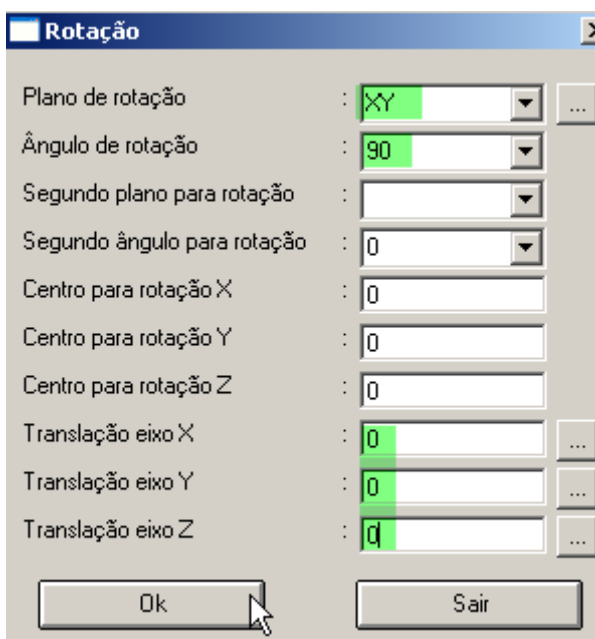 Rotação
Plano de rotação : XY ...
Ângulo de rotação : 90
Segundo plano para rotação :
Segundo ângulo para rotação : 0
Centro para rotação X : 0
Centro para rotação Y : 0
Centro para rotação Z : 0
Translação eixo X : 0 ...
Translação eixo Y : 0 ...
Translação eixo Z : 0 ...
Ok Sair